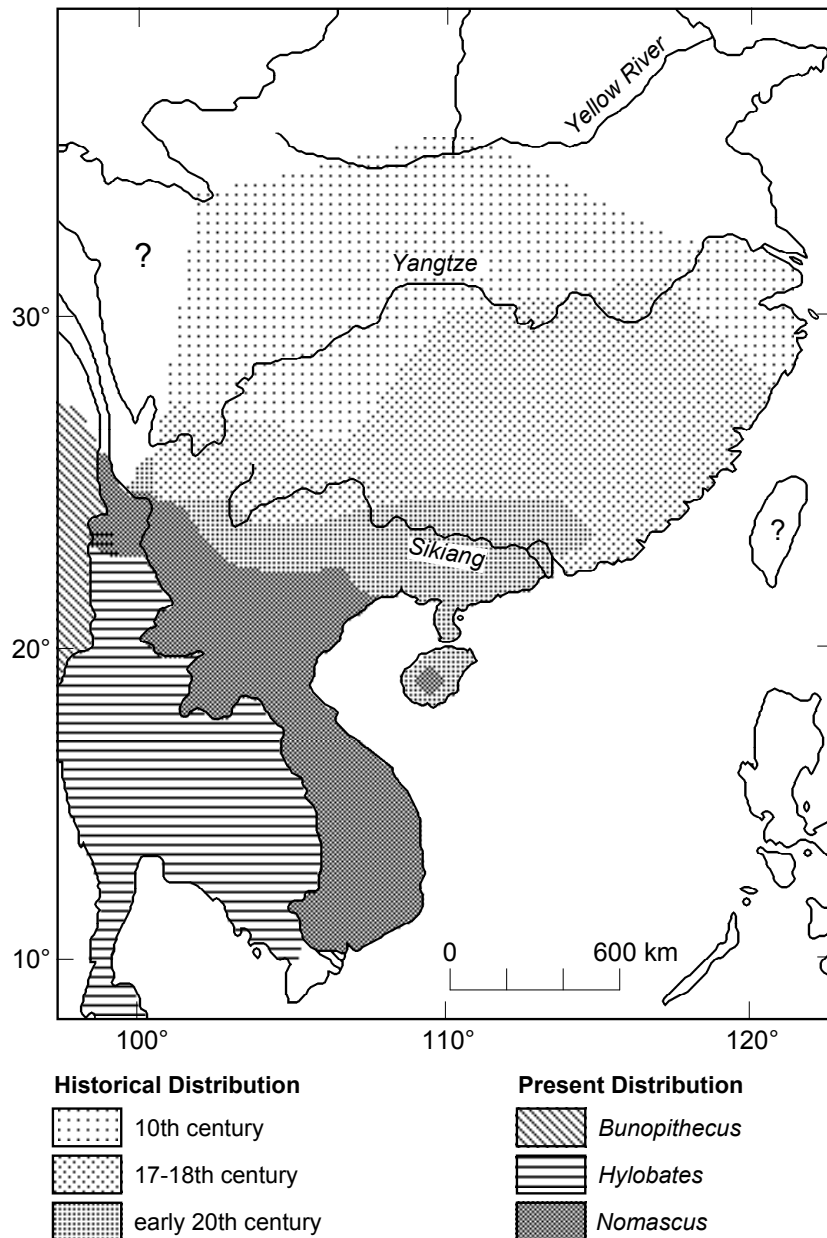 Yellow River
?
Yangtze
30°
?
Sikiang
20°
10°
0 600 km
100° 110° 120°
Historical Distribution
10th century
17-18th century
early 20th century
Present Distribution
Bunopithecus
Hylobates
Nomascus